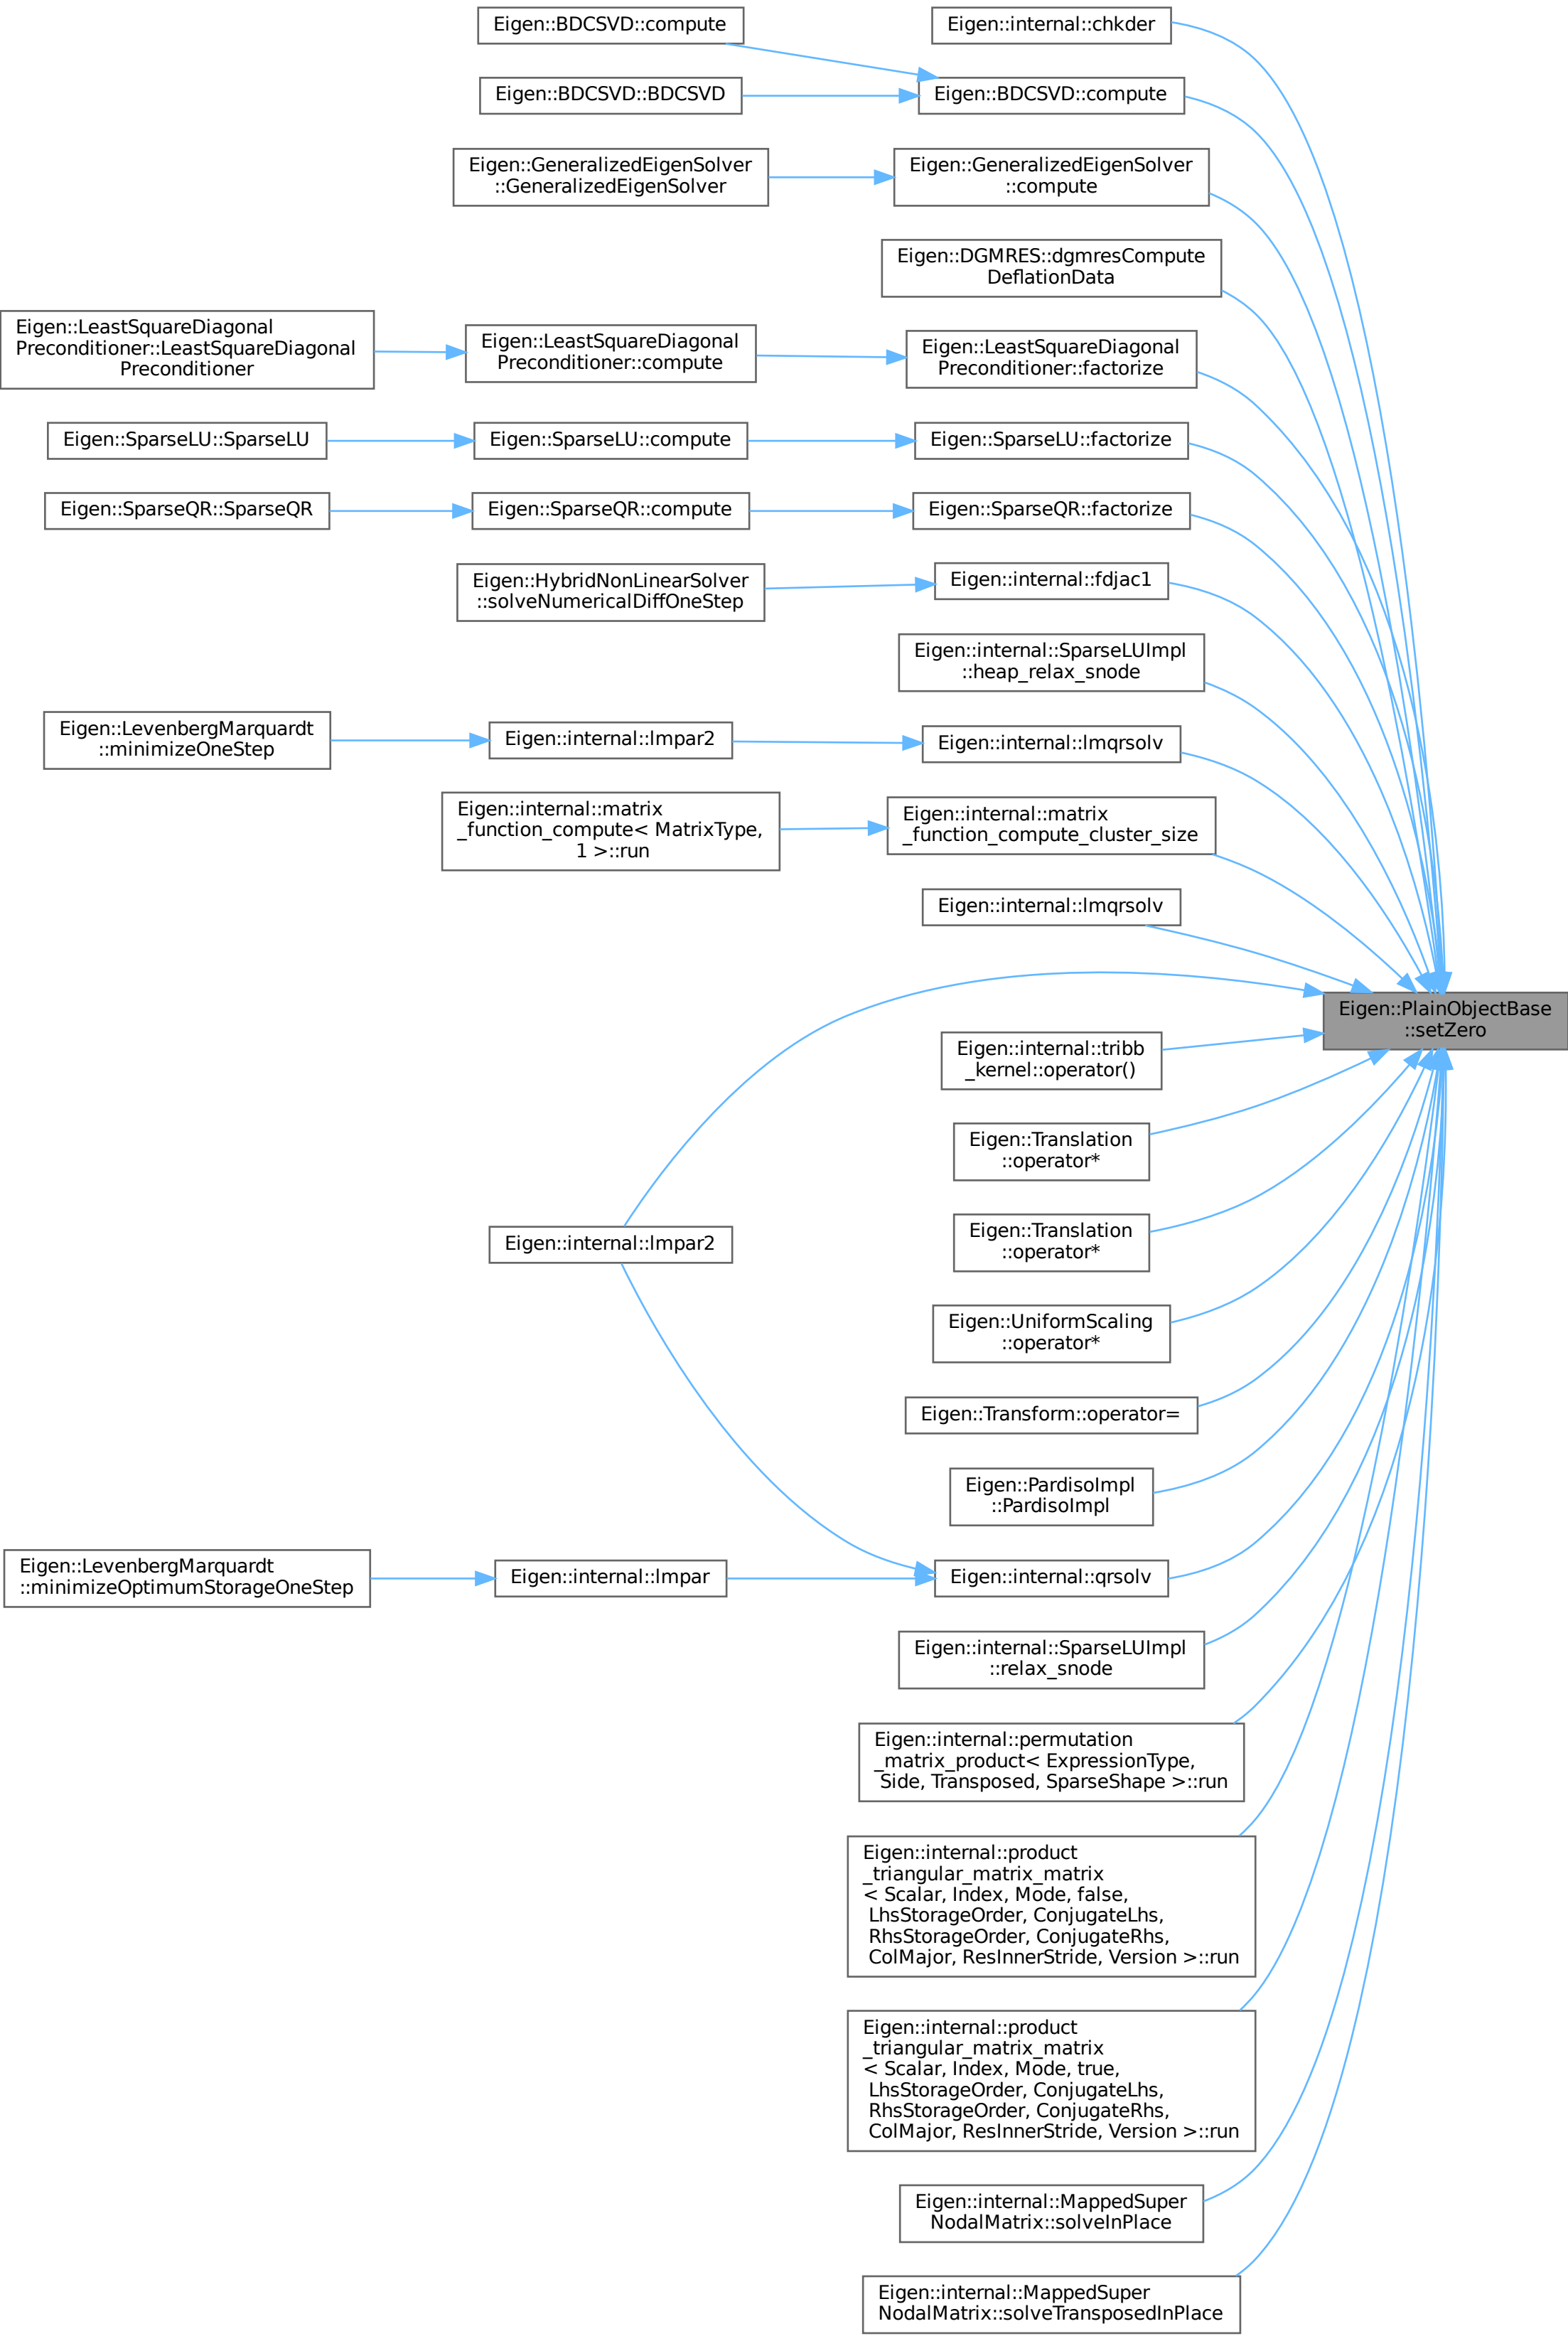 Eigen::BDCSVD::compute
Eigen::internal::chkder
Eigen::BDCSVD::BDCSVD
Eigen::BDCSVD::compute
Eigen::GeneralizedEigenSolver
::GeneralizedEigenSolver
Eigen::GeneralizedEigenSolver
::compute
Eigen::DGMRES::dgmresCompute
DeflationData
Eigen::LeastSquareDiagonal
Preconditioner::LeastSquareDiagonal
Preconditioner
Eigen::LeastSquareDiagonal
Preconditioner::compute
Eigen::LeastSquareDiagonal
Preconditioner::factorize
Eigen::SparseLU::SparseLU
Eigen::SparseLU::compute
Eigen::SparseLU::factorize
Eigen::SparseQR::SparseQR
Eigen::SparseQR::compute
Eigen::SparseQR::factorize
Eigen::HybridNonLinearSolver
::solveNumericalDiffOneStep
Eigen::internal::fdjac1
Eigen::internal::SparseLUImpl
::heap_relax_snode
Eigen::LevenbergMarquardt
::minimizeOneStep
Eigen::internal::lmpar2
Eigen::internal::lmqrsolv
Eigen::internal::matrix
_function_compute< MatrixType,
1 >::run
Eigen::internal::matrix
_function_compute_cluster_size
Eigen::internal::lmqrsolv
Eigen::PlainObjectBase
::setZero
Eigen::internal::tribb
_kernel::operator()
Eigen::Translation
::operator*
Eigen::Translation
::operator*
Eigen::internal::lmpar2
Eigen::UniformScaling
::operator*
Eigen::Transform::operator=
Eigen::PardisoImpl
::PardisoImpl
Eigen::LevenbergMarquardt
::minimizeOptimumStorageOneStep
Eigen::internal::lmpar
Eigen::internal::qrsolv
Eigen::internal::SparseLUImpl
::relax_snode
Eigen::internal::permutation
_matrix_product< ExpressionType,
Side, Transposed, SparseShape >::run
Eigen::internal::product
_triangular_matrix_matrix
< Scalar, Index, Mode, false,
LhsStorageOrder, ConjugateLhs,
RhsStorageOrder, ConjugateRhs,
ColMajor, ResInnerStride, Version >::run
Eigen::internal::product
_triangular_matrix_matrix
< Scalar, Index, Mode, true,
LhsStorageOrder, ConjugateLhs,
RhsStorageOrder, ConjugateRhs,
ColMajor, ResInnerStride, Version >::run
Eigen::internal::MappedSuper
NodalMatrix::solveInPlace
Eigen::internal::MappedSuper
NodalMatrix::solveTransposedInPlace